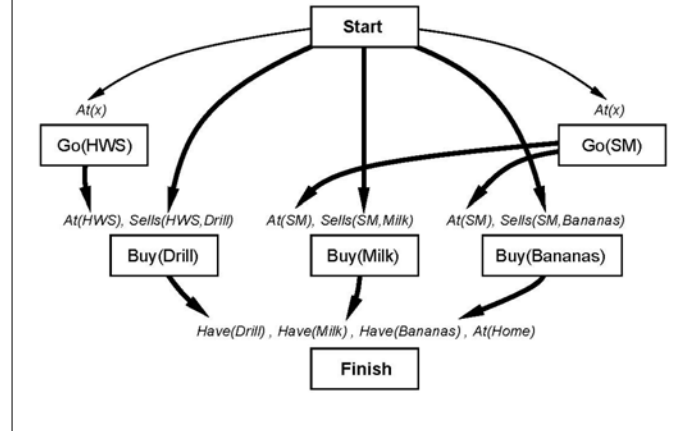 Start
At(x) At(x)
Go(HWS) Go(SM)
At(HWS), Sells(HWS,Drill) At(SM), Sells(SM,Milk) At(SM), Sells(SM,Bananas)
Buy(Drill) Buy(Milk) Buy(Bananas)
Have(Drill) , Have(Milk) , Have(Bananas) , At(Home)
Finish